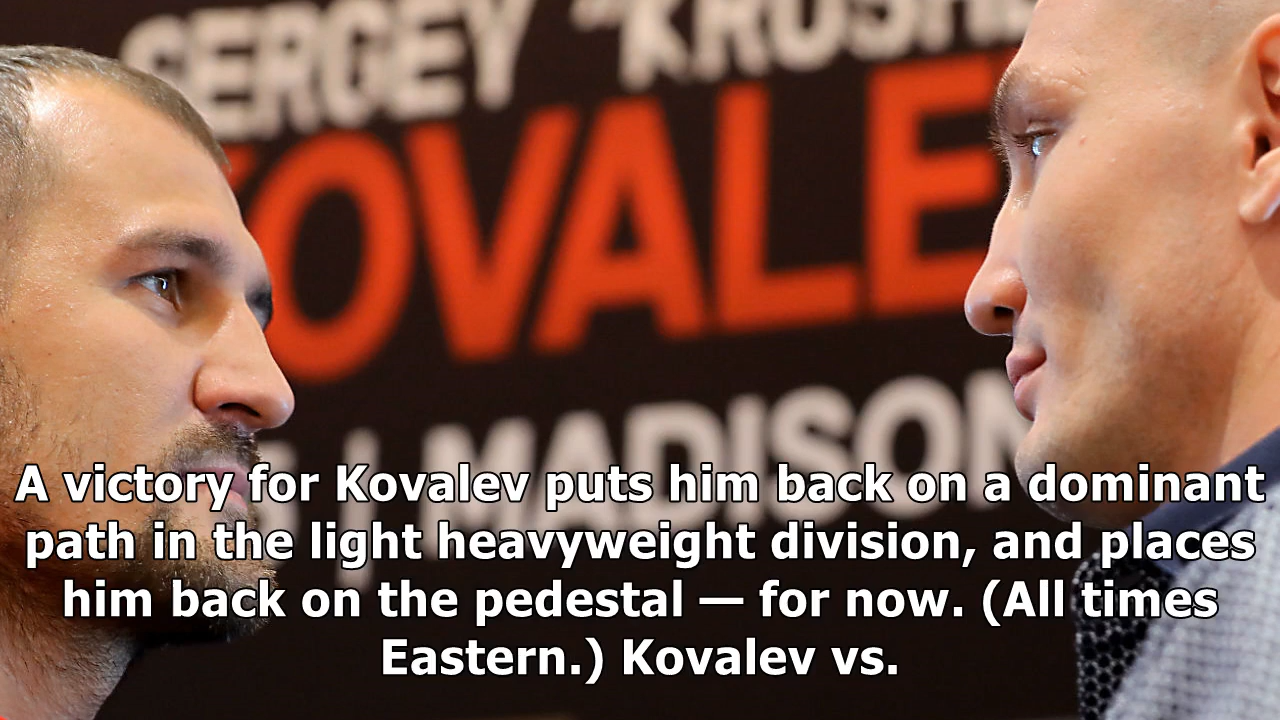 SERGEY "KRUSHE
KOVALE
MADISON
A victory for Kovalev puts him back on a dominant
path in the light heavyweight division, and places
him back on the pedestal — for now. (All times
Eastern.) Kovalev vs.